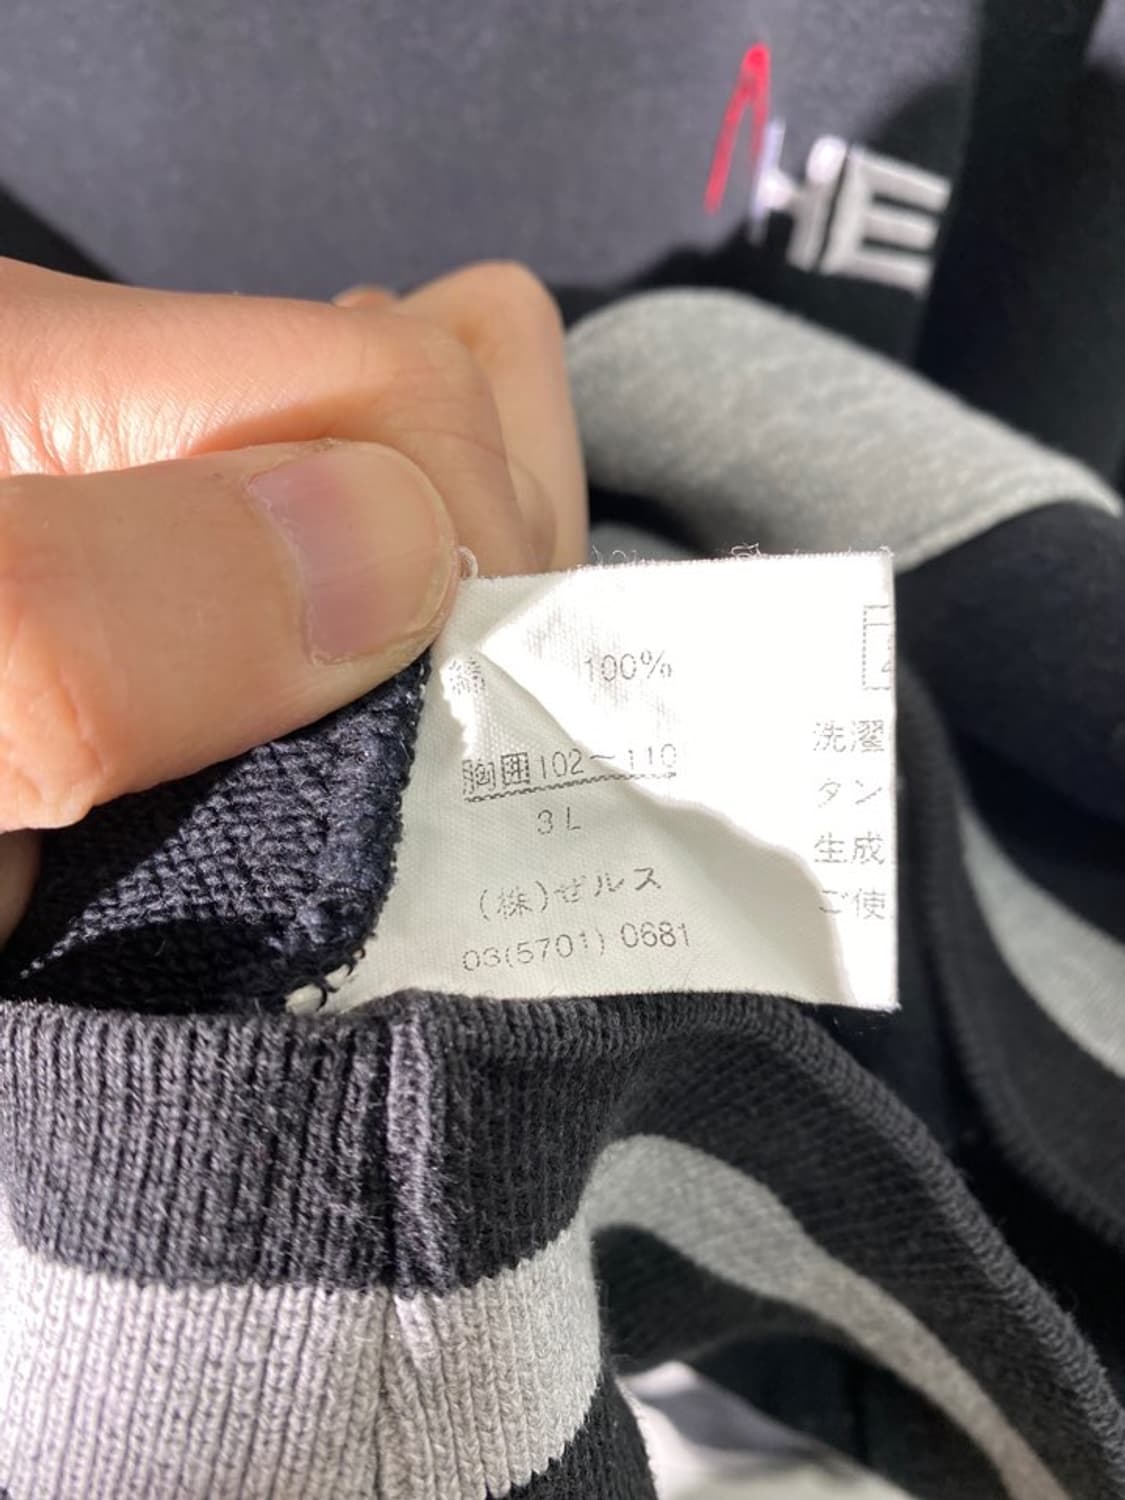 ME
綿 100%
胸囲102～110
3L
(株)ゼルス
03(5701) 0681
洗濯
タン
生成
ご使